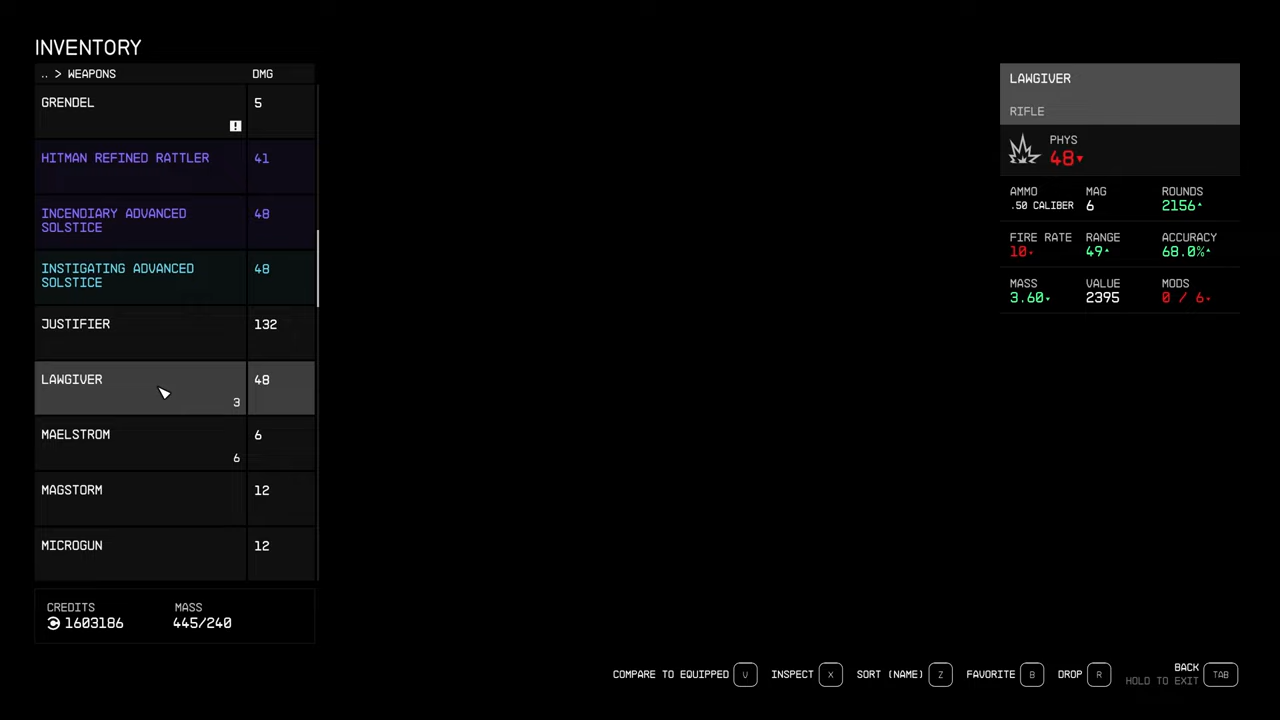 INVENTORY
.. > WEAPONS DMG
GRENDEL 5
!
HITMAN REFINED RATTLER 41
INCENDIARY ADVANCED 48
SOLSTICE
INSTIGATING ADVANCED 48
SOLSTICE
JUSTIFIER 132
LAWGIVER 48
3
MAELSTROM 6
6
MAGSTORM 12
MICROGUN 12
CREDITS MASS
1603186 445/240
LAWGIVER
RIFLE
PHYS
48
AMMO MAG ROUNDS
.50 CALIBER 6 2156
FIRE RATE RANGE ACCURACY
10 49 68.0%
MASS VALUE MODS
3.60 2395 0 / 6
COMPARE TO EQUIPPED V INSPECT X SORT (NAME) Z FAVORITE B DROP R BACK TAB
HOLD TO EXIT